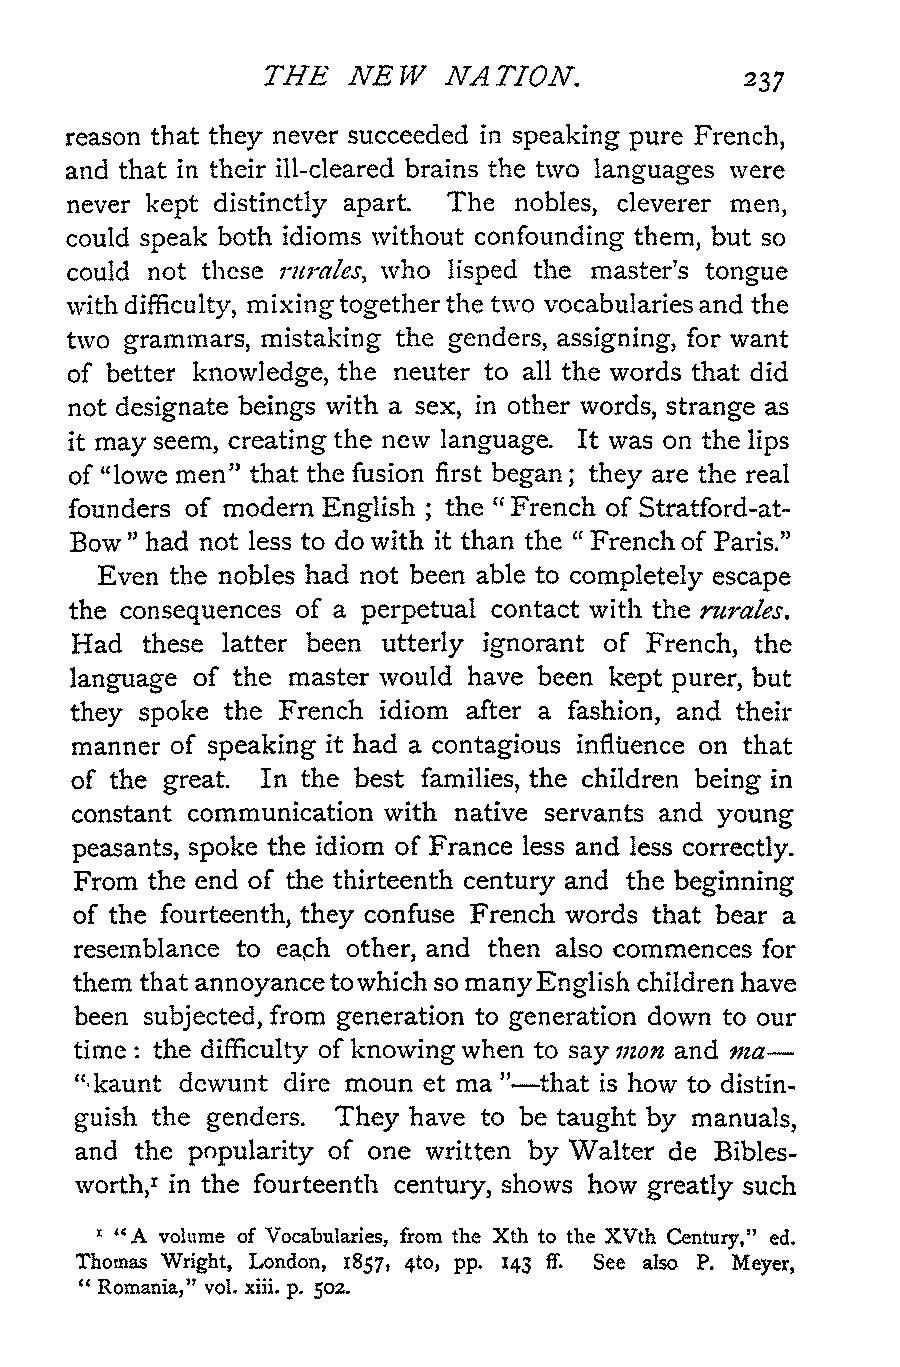 THE NEW NATION. 237
reason that they never succeeded in speaking pure French,
and that in their ill-cleared brains the two languages were
never kept distinctly apart. The nobles, cleverer men,
could speak both idioms without confounding them, but so
could not these rurales, who lisped the master's tongue
with difficulty, mixing together the two vocabularies and the
two grammars, mistaking the genders, assigning, for want
of better knowledge, the neuter to all the words that did
not designate beings with a sex, in other words, strange as
it may seem, creating the new language. It was on the lips
of "lowe men" that the fusion first began; they are the real
founders of modern English ; the "French of Stratford-at-
Bow" had not less to do with it than the "French of Paris."
Even the nobles had not been able to completely escape
the consequences of a perpetual contact with the rurales.
Had these latter been utterly ignorant of French, the
language of the master would have been kept purer, but
they spoke the French idiom after a fashion, and their
manner of speaking it had a contagious influence on that
of the great. In the best families, the children being in
constant communication with native servants and young
peasants, spoke the idiom of France less and less correctly.
From the end of the thirteenth century and the beginning
of the fourteenth, they confuse French words that bear a
resemblance to each other, and then also commences for
them that annoyance to which so many English children have
been subjected, from generation to generation down to our
time : the difficulty of knowing when to say mon and ma—
"kaunt dewunt dire moun et ma"—that is how to distin-
guish the genders. They have to be taught by manuals,
and the popularity of one written by Walter de Bibles-
worth,¹ in the fourteenth century, shows how greatly such
¹ "A volume of Vocabularies, from the Xth to the XVth Century," ed.
Thomas Wright, London, 1857, 4to, pp. 143 ff. See also P. Meyer,
"Romania," vol. xiii. p. 502.